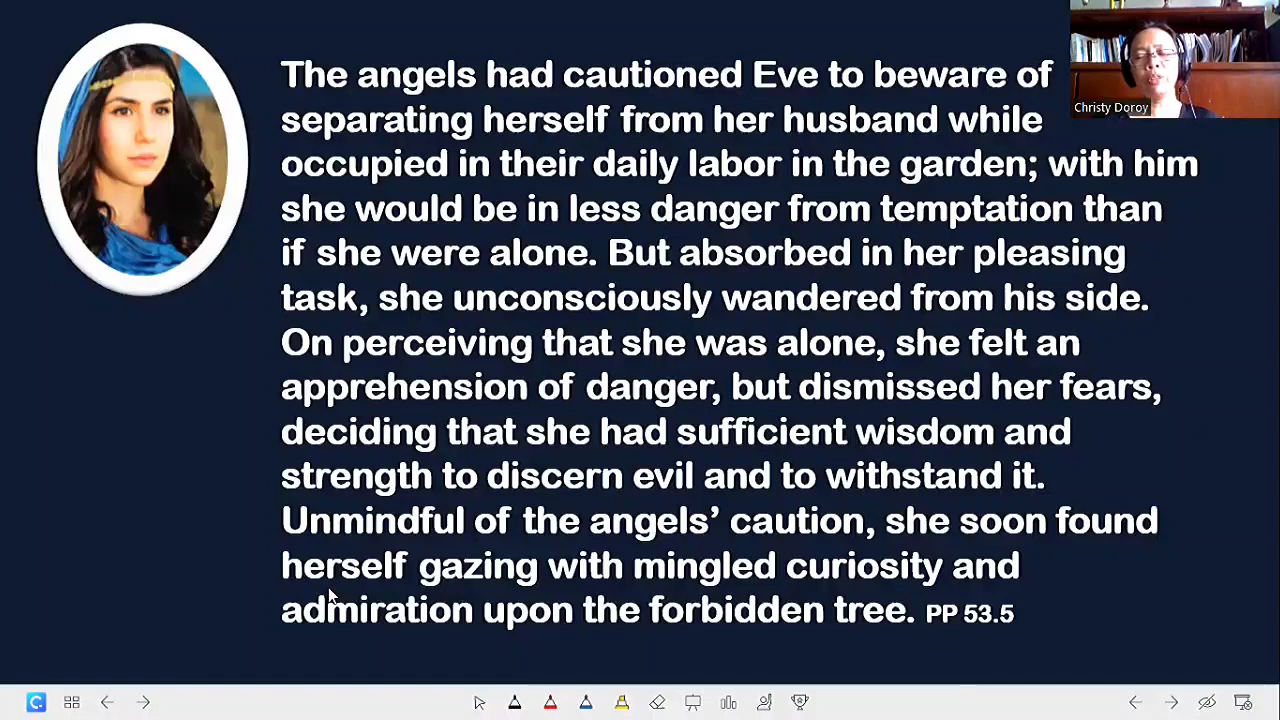 The angels had cautioned Eve to beware of
separating herself from her husband while
occupied in their daily labor in the garden; with him
she would be in less danger from temptation than
if she were alone. But absorbed in her pleasing
task, she unconsciously wandered from his side.
On perceiving that she was alone, she felt an
apprehension of danger, but dismissed her fears,
deciding that she had sufficient wisdom and
strength to discern evil and to withstand it.
Unmindful of the angels’ caution, she soon found
herself gazing with mingled curiosity and
admiration upon the forbidden tree. PP 53.5
Christy Doroy